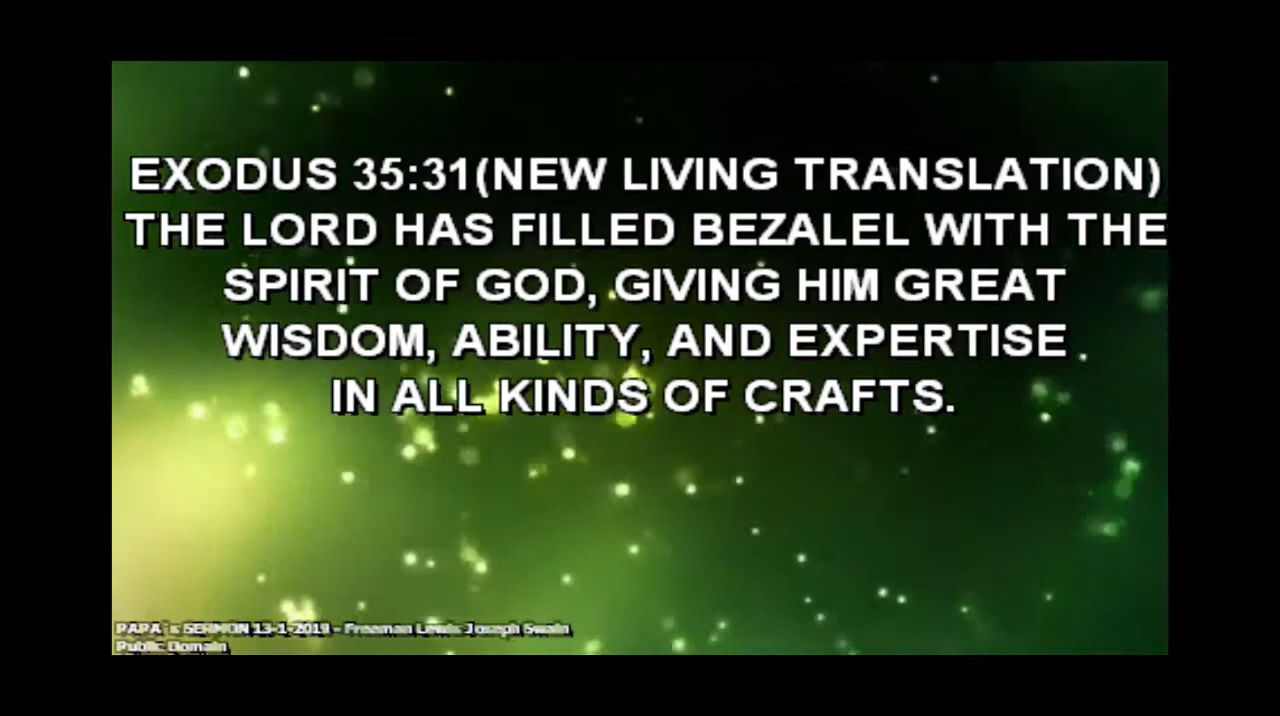 EXODUS 35:31(NEW LIVING TRANSLATION)
THE LORD HAS FILLED BEZALEL WITH THE
SPIRIT OF GOD, GIVING HIM GREAT
WISDOM, ABILITY, AND EXPERTISE
IN ALL KINDS OF CRAFTS.
PAPA`s SERMON 13-1-2019 - Freeman Lewis Joseph Swain
Public Domain